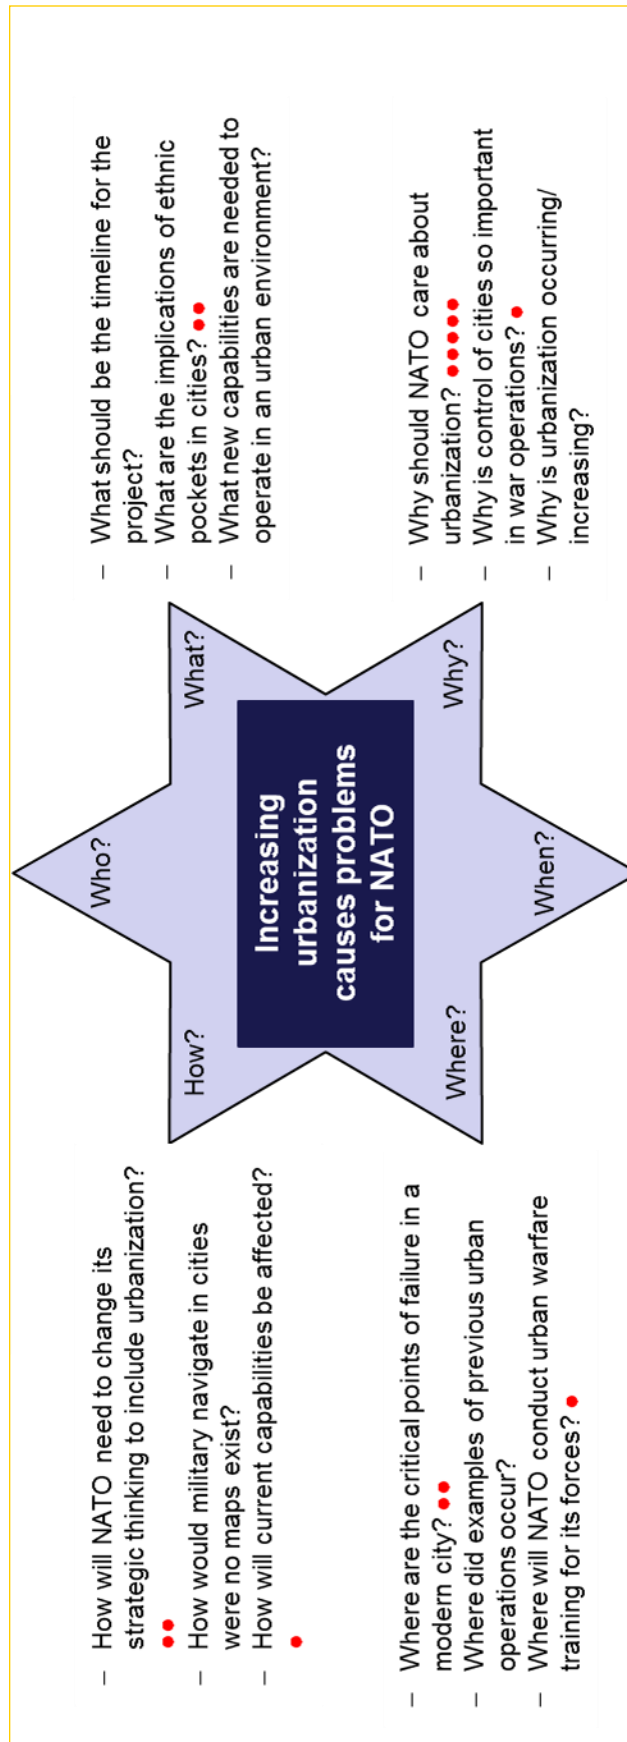 – How will NATO need to change its
strategic thinking to include urbanization?
– How would military navigate in cities
were no maps exist?
– How will current capabilities be affected?
Who?
How?
What?
– What should be the timeline for the
project?
– What are the implications of ethnic
pockets in cities?
– What new capabilities are needed to
operate in an urban environment?
Increasing
urbanization
causes problems
for NATO
– Where are the critical points of failure in a
modern city?
– Where did examples of previous urban
operations occur?
– Where will NATO conduct urban warfare
training for its forces?
Where?
Why?
When?
– Why should NATO care about
urbanization?
– Why is control of cities so important
in war operations?
– Why is urbanization occurring/
increasing?